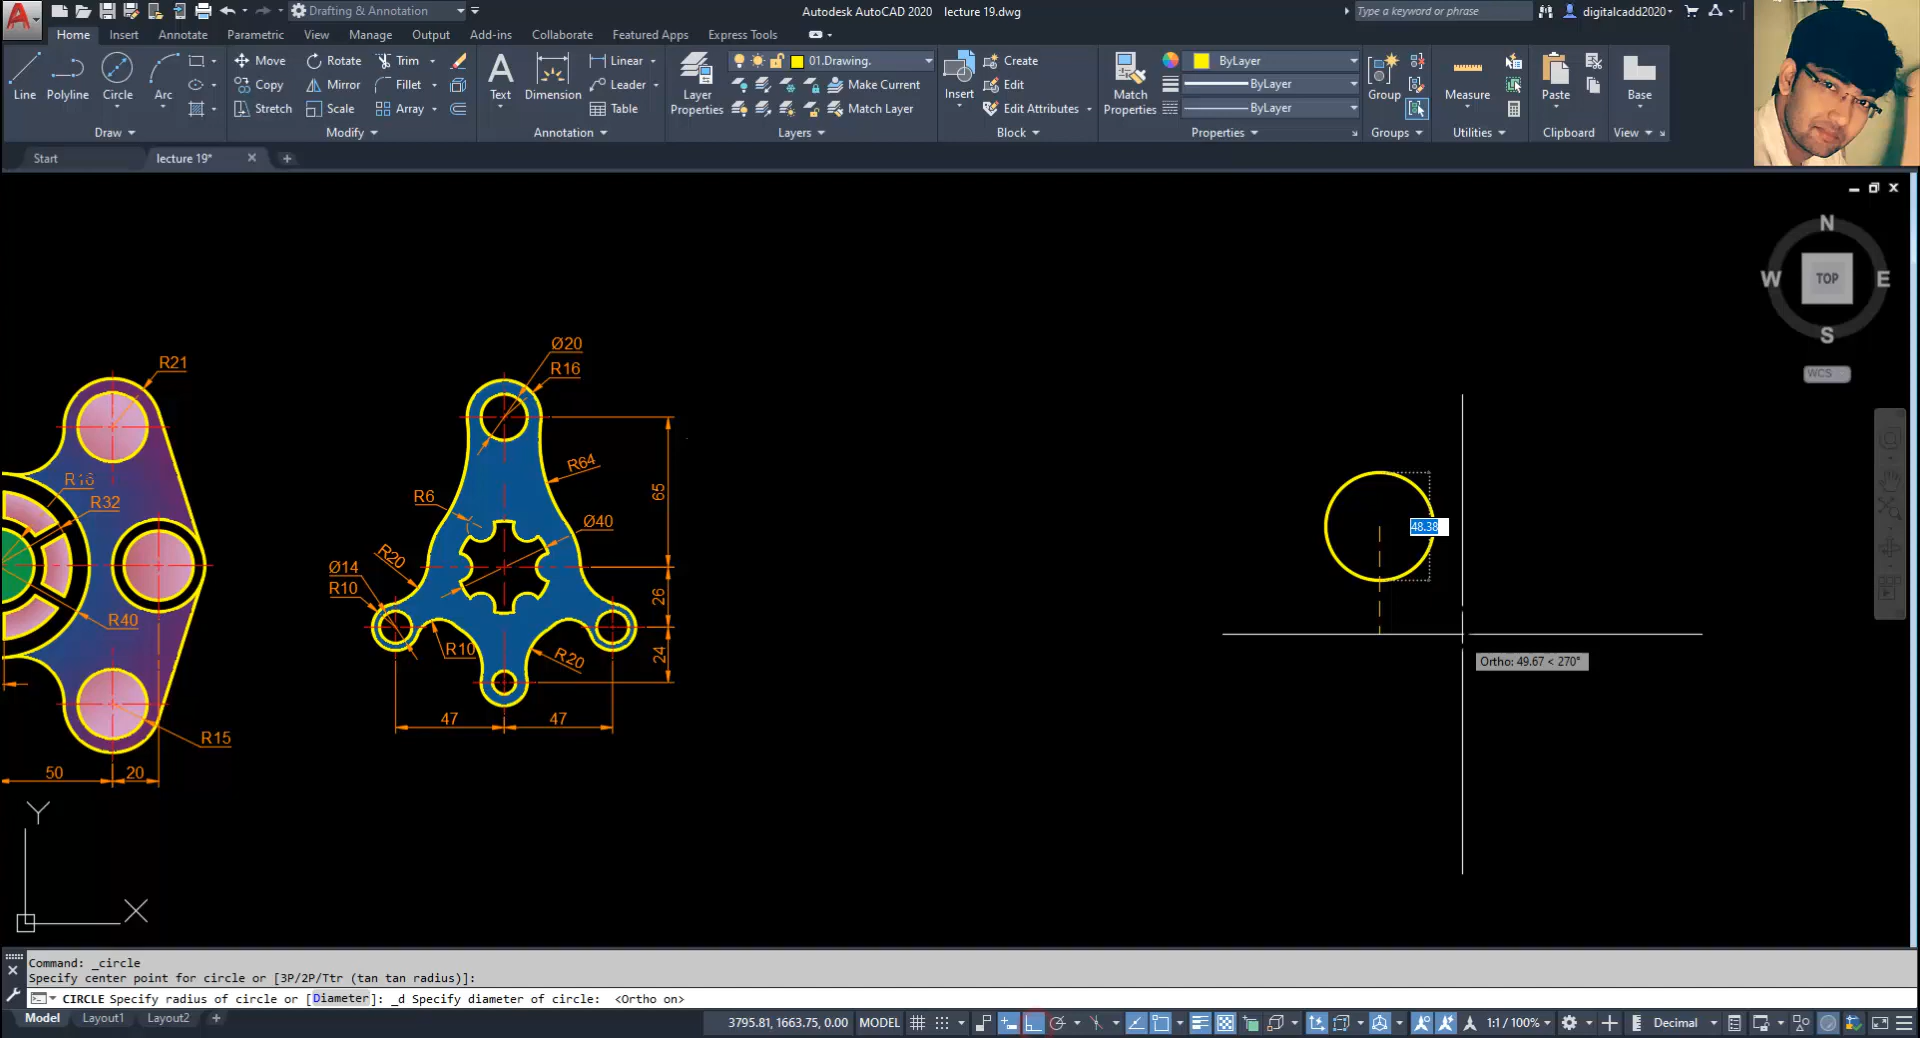 Drafting & Annotation
Autodesk AutoCAD 2020 lecture 19.dwg
Type a keyword or phrase
digitalcadd2020
Home Insert Annotate Parametric View Manage Output Add-ins Collaborate Featured Apps Express Tools
Line Polyline Circle Arc
Move Rotate Trim
Copy Mirror Fillet
Stretch Scale Array
Text Dimension
Linear
Leader
Table
Layer Properties
01.Drawing.
Make Current
Match Layer
Insert
Create
Edit
Edit Attributes
Match Properties
ByLayer
ByLayer
ByLayer
Group
Measure
Paste
Base
Draw Modify Annotation Layers Block Properties Groups Utilities Clipboard View
Start lecture 19*
N
W TOP E
S
WCS
R21
R16
R32
R40
R15
50 20
Ø20
R16
R64
R6
Ø40
R20
Ø14
R10
R10
R20
65
26
24
47 47
48.38
Ortho: 49.67 < 270°
Y
X
Command: _circle
Specify center point for circle or [3P/2P/Ttr (tan tan radius)]:
CIRCLE Specify radius of circle or [Diameter]: _d Specify diameter of circle: <Ortho on>
Model Layout1 Layout2
3795.81, 1663.75, 0.00 MODEL 1:1 / 100% Decimal